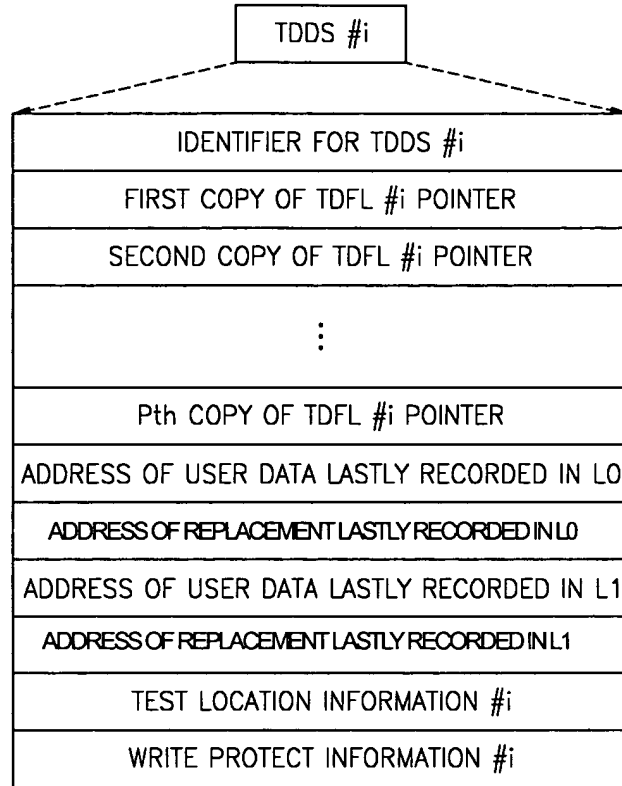 TDDS #i
IDENTIFIER FOR TDDS #i
FIRST COPY OF TDFL #i POINTER
SECOND COPY OF TDFL #i POINTER
⋮
Pth COPY OF TDFL #i POINTER
ADDRESS OF USER DATA LASTLY RECORDED IN L0
ADDRESS OF REPLACEMENT LASTLY RECORDED IN L0
ADDRESS OF USER DATA LASTLY RECORDED IN L1
ADDRESS OF REPLACEMENT LASTLY RECORDED IN L1
TEST LOCATION INFORMATION #i
WRITE PROTECT INFORMATION #i